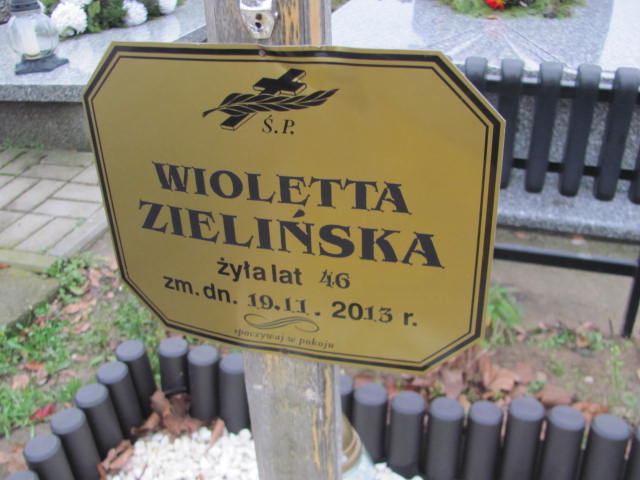 Ś.P.
WIOLETTA
ZIELIŃSKA
żyła lat 46
zm. dn. 19.11.2013 r.
spoczywaj w pokoju